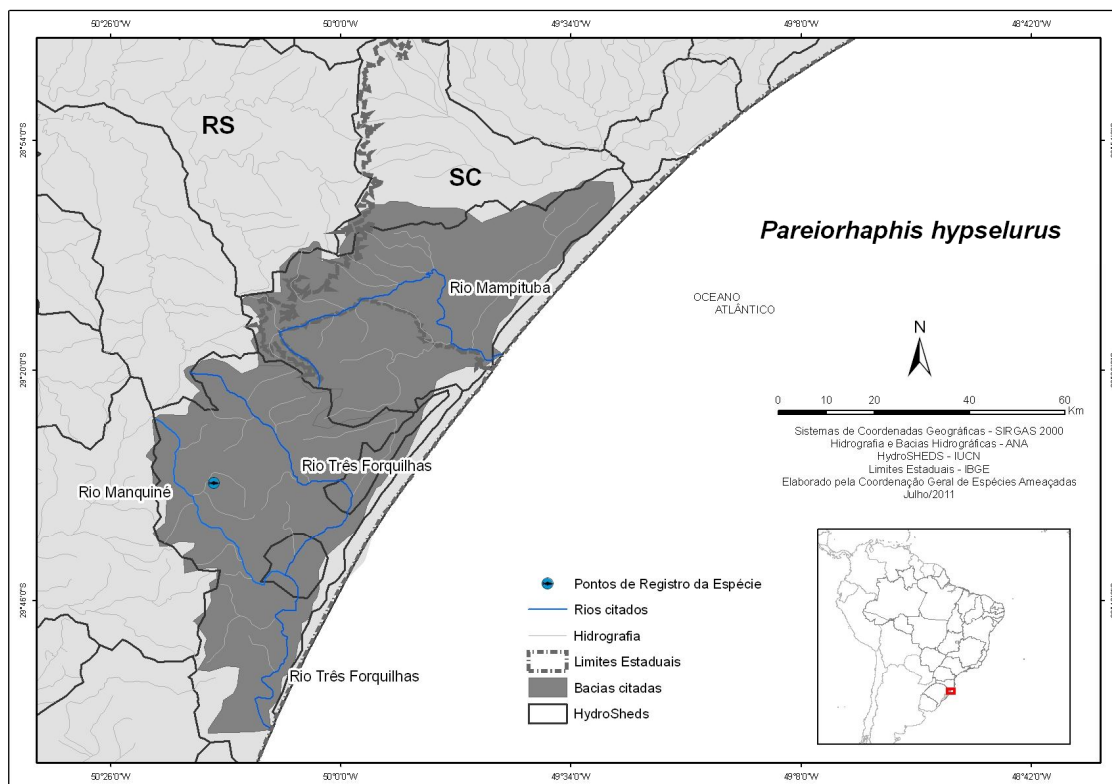 50°26'0"W 50°0'0"W 49°34'0"W 49°8'0"W 48°42'0"W
RS
28°54'0"S
SC
Pareiorhaphis hypselurus
Rio Mampituba
OCEANO
ATLÂNTICO
N
29°20'0"S
0 10 20 30 40 60
Km
Sistemas de Coordenadas Geográficas - SIRGAS 2000
Hidrografia e Bacias Hidrográficas - ANA
HydroSHEDS - IUCN
Limites Estaduais - IBGE
Elaborado pela Coordenação Geral de Espécies Ameaçadas
Julho/2011
Rio Três Forquilhas
Rio Manquiné
Pontos de Registro da Espécie
Rios citados
29°46'0"S
Hidrografia
Limites Estaduais
Rio Três Forquilhas
Bacias citadas
HydroSheds
50°26'0"W 50°0'0"W 49°34'0"W 49°8'0"W 48°42'0"W